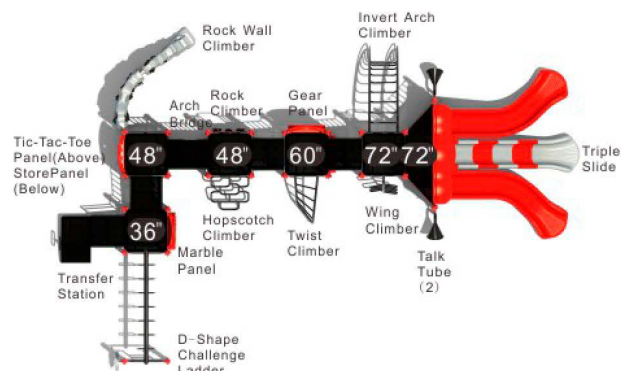 Rock Wall
Climber
Invert Arch
Climber
Arch
Bridge
Rock
Climber
Gear
Panel
Tic-Tac-Toe
Panel(Above)
StorePanel
(Below)
48"
48"
60"
72"
72"
Triple
Slide
36"
Hopscotch
Climber
Twist
Climber
Wing
Climber
Marble
Panel
Talk
Tube
(2)
Transfer
Station
D-Shape
Challenge
Ladder